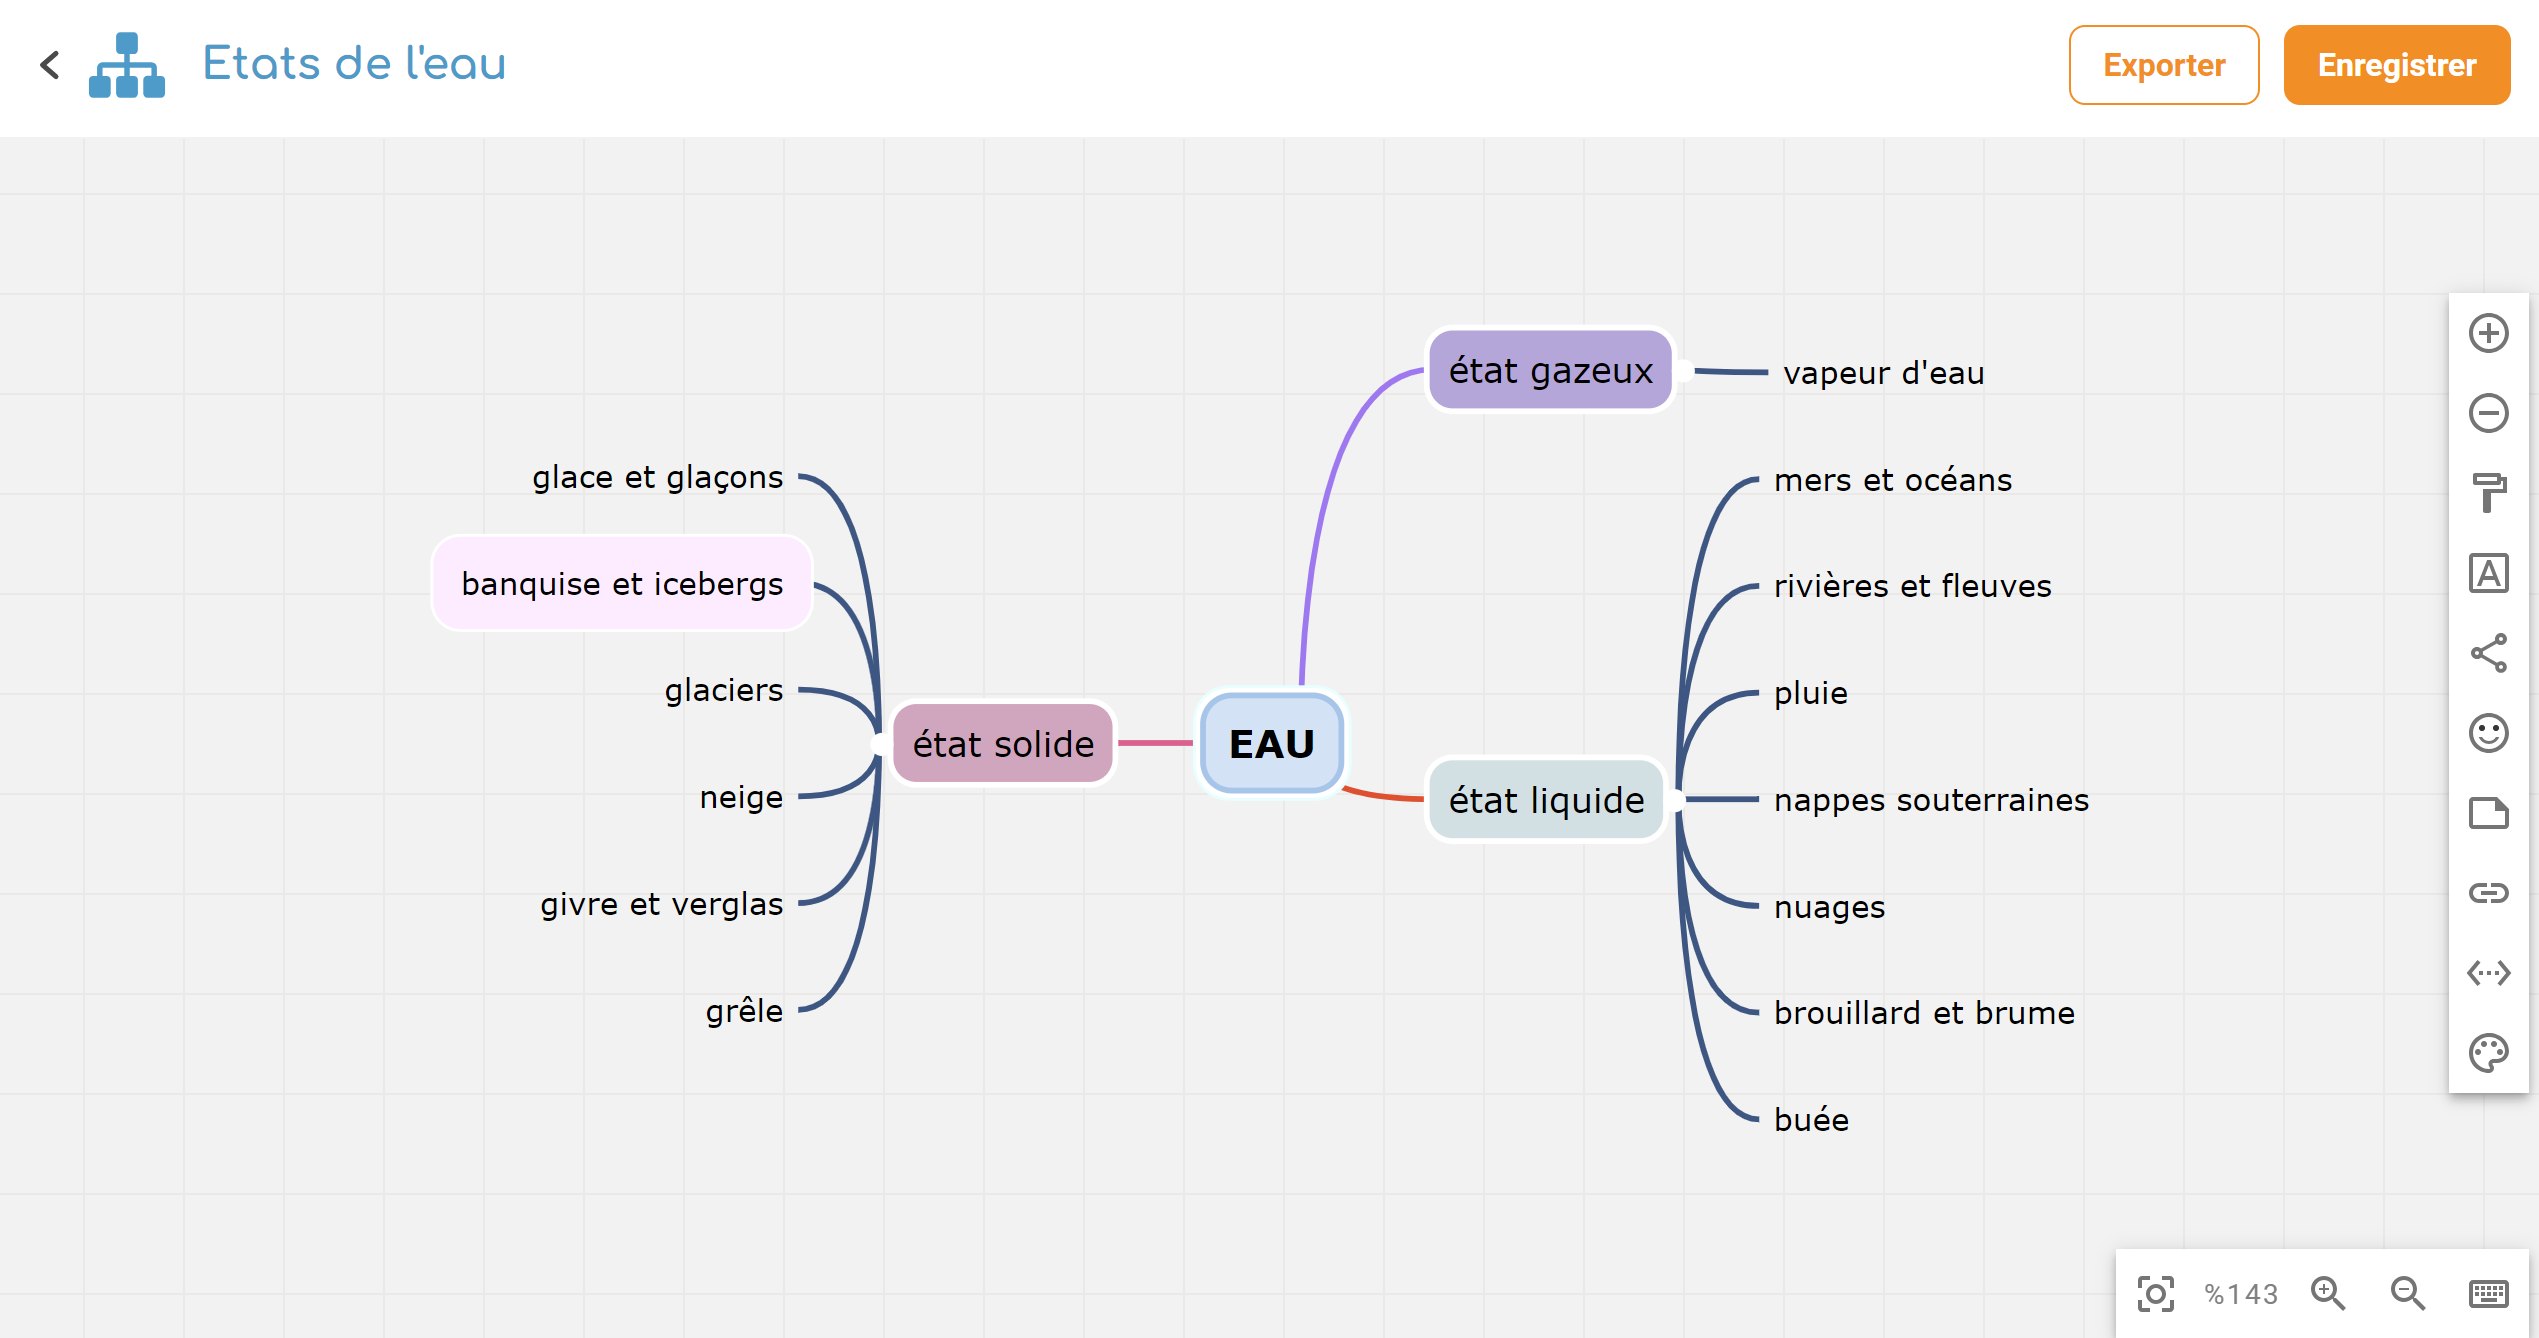 Etats de l'eau
Exporter
Enregistrer
état gazeux
vapeur d'eau
glace et glaçons
banquise et icebergs
glaciers
neige
givre et verglas
grêle
état solide
EAU
état liquide
mers et océans
rivières et fleuves
pluie
nappes souterraines
nuages
brouillard et brume
buée
%143